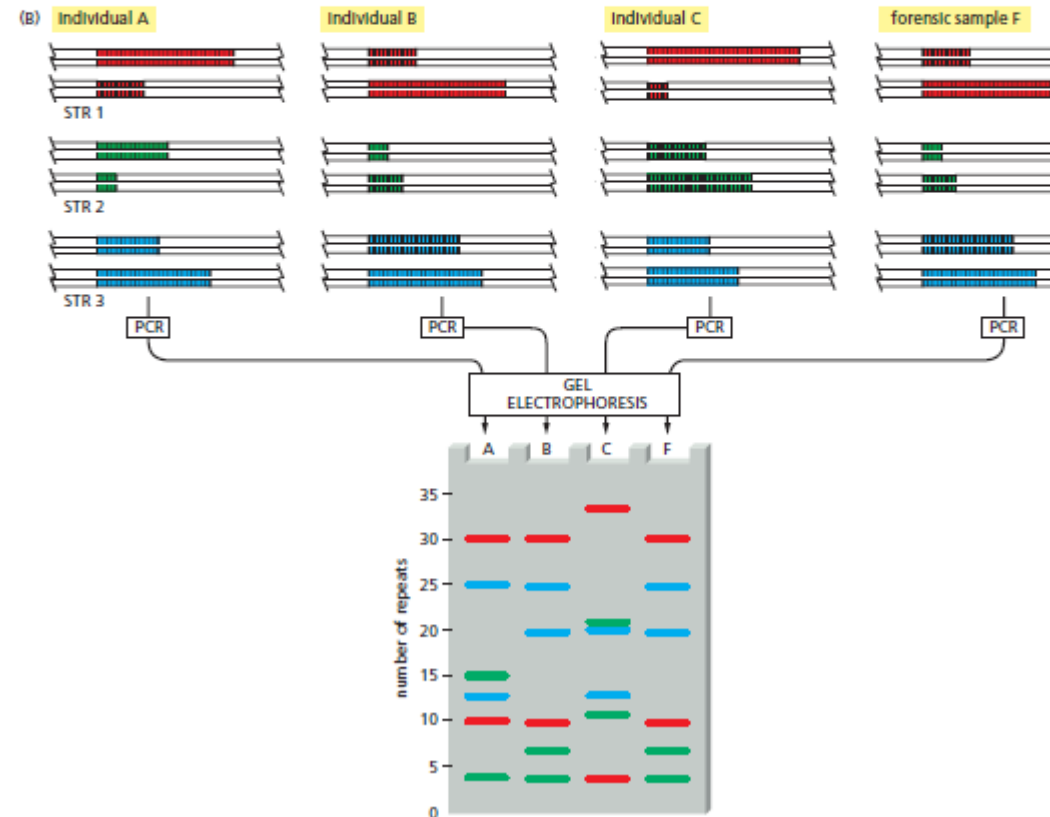 (B) Individual A Individual B Individual C forensic sample F
STR 1
STR 2
STR 3
PCR PCR PCR PCR
GEL
ELECTROPHORESIS
A B C F
number of repeats
35
30
25
20
15
10
5
0